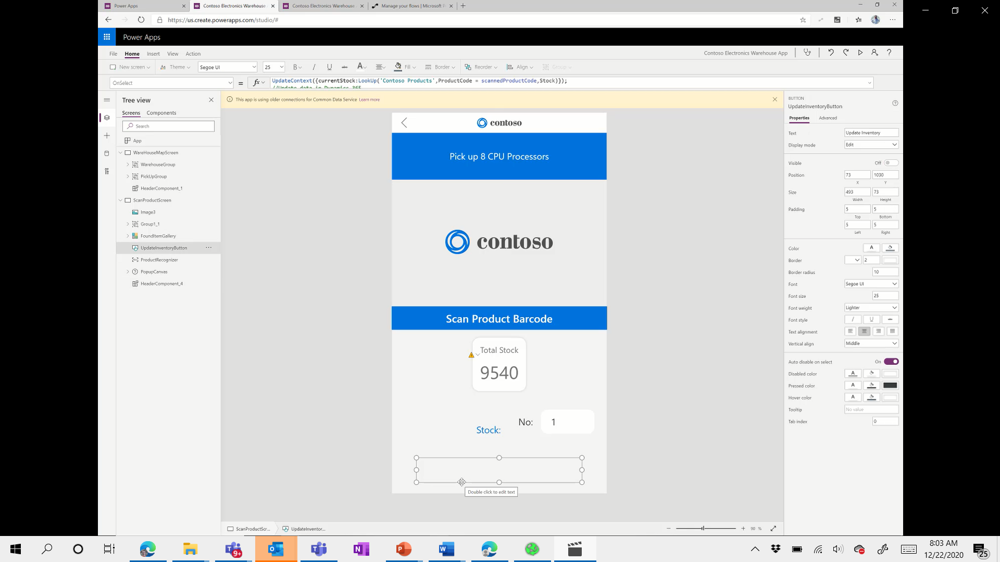 Power Apps
Contoso Electronics Warehouse
Contoso Electronics Warehouse
Manage your flows | Microsoft P
https://us.create.powerapps.com/studio/#
Power Apps
File
Home
Insert
View
Action
Contoso Electronics Warehouse App
New screen
Theme
Segoe UI
25
B
Fill
Border
Reorder
Align
Group
OnSelect
=
fx
UpdateContext({currentStock:LookUp('Contoso Products',ProductCode = scannedProductCode,Stock)});
//Update data in Dynamics 365
Tree view
Screens
Components
Search
App
WareHouseMapScreen
WarehouseGroup
PickUpGroup
HeaderComponent_1
ScanProductScreen
Image3
Group1_1
FoundItemGallery
UpdateInventoryButton
ProductRecognizer
PopupCanvas
HeaderComponent_4
This app is using older connections for Common Data Service Learn more
contoso
Pick up 8 CPU Processors
contoso
Scan Product Barcode
Total Stock
9540
No:
1
Stock:
Double click to edit text
BUTTON
UpdateInventoryButton
Properties
Advanced
Text
Update Inventory
Display mode
Edit
Visible
Off
Position
73
1030
X
Y
Size
493
73
Width
Height
Padding
5
5
Top
Bottom
5
5
Left
Right
Color
Border
2
Border radius
10
Font
Segoe UI
Font size
25
Font weight
Lighter
Font style
Text alignment
Vertical align
Middle
Auto disable on select
On
Disabled color
Pressed color
Hover color
Tooltip
No value
Tab index
0
ScanProductScr...
UpdateInventor...
90 %
9+
8:03 AM
12/22/2020
25